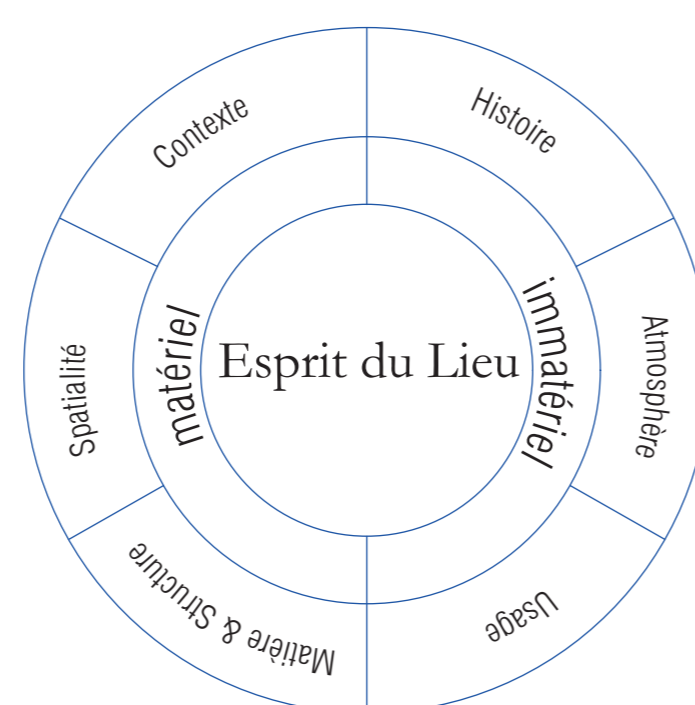 Contexte
Histoire
matériel
Esprit du Lieu
immatériel
Spatialité
Atmosphère
Matière & Structure
Usage